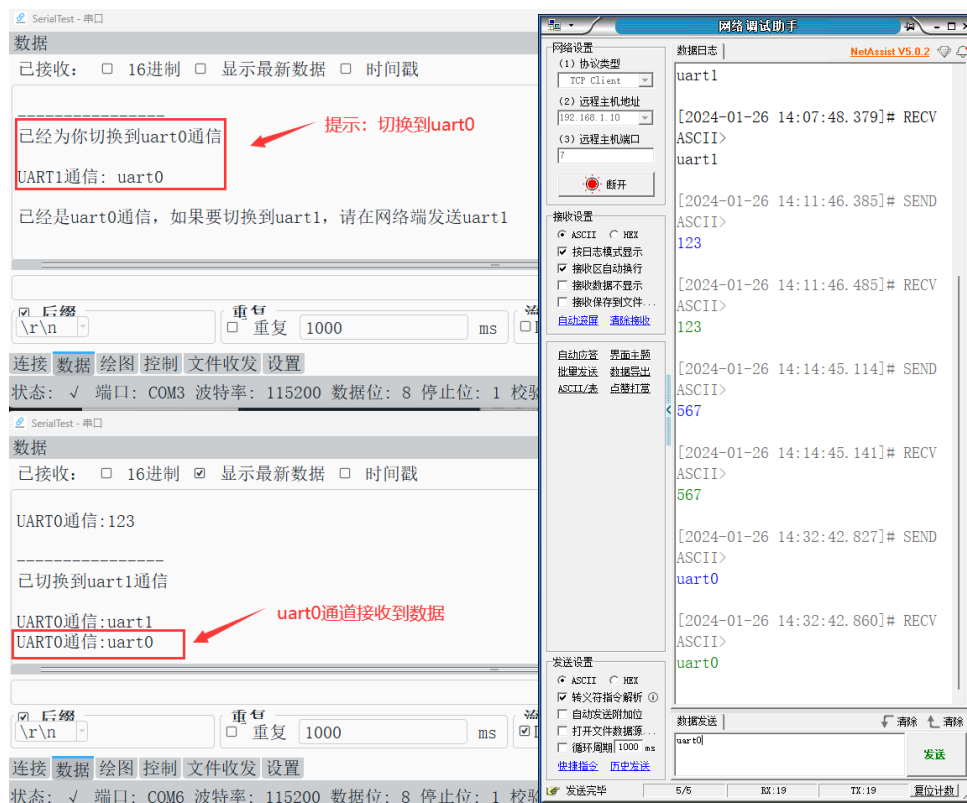 SerialTest - 串口
数据
已接收: 16进制 显示最新数据 时间戳
----------------
已经为你切换到uart0通信
提示：切换到uart0
UART1通信: uart0
已经是uart0通信，如果要切换到uart1，请在网络端发送uart1
后缀 重复
\r\n 重复 1000 ms
连接 数据 绘图 控制 文件收发 设置
状态: √ 端口: COM3 波特率: 115200 数据位: 8 停止位: 1 校验
SerialTest - 串口
数据
已接收: 16进制 显示最新数据 时间戳
UART0通信:123
----------------
已切换到uart1通信
UART0通信:uart1
uart0通道接收到数据
UART0通信:uart0
后缀 重复
\r\n 重复 1000 ms
连接 数据 绘图 控制 文件收发 设置
状态: √ 端口: COM6 波特率: 115200 数据位: 8 停止位: 1 校验
网络调试助手
网络设置
(1) 协议类型
TCP Client
(2) 远程主机地址
192.168.1.10
(3) 远程主机端口
7
断开
接收设置
ASCII HEX
按日志模式显示
接收区自动换行
接收数据不显示
接收保存到文件...
自动滚屏 清除接收
自动应答 界面主题
批量发送 数据导出
ASCII/表 点赞打赏
发送设置
ASCII HEX
转义符指令解析
自动发送附加位
打开文件数据源...
循环周期 1000 ms
快捷指令 历史发送
数据日志 NetAssist V5.0.2
uart1
[2024-01-26 14:07:48.379]# RECV
ASCII>
uart1
[2024-01-26 14:11:46.385]# SEND
ASCII>
123
[2024-01-26 14:11:46.485]# RECV
ASCII>
123
[2024-01-26 14:14:45.114]# SEND
ASCII>
567
[2024-01-26 14:14:45.141]# RECV
ASCII>
567
[2024-01-26 14:32:42.827]# SEND
ASCII>
uart0
[2024-01-26 14:32:42.860]# RECV
ASCII>
uart0
数据发送 清除 清除
uart0
发送
发送完毕 5/5 RX:19 TX:19 复位计数